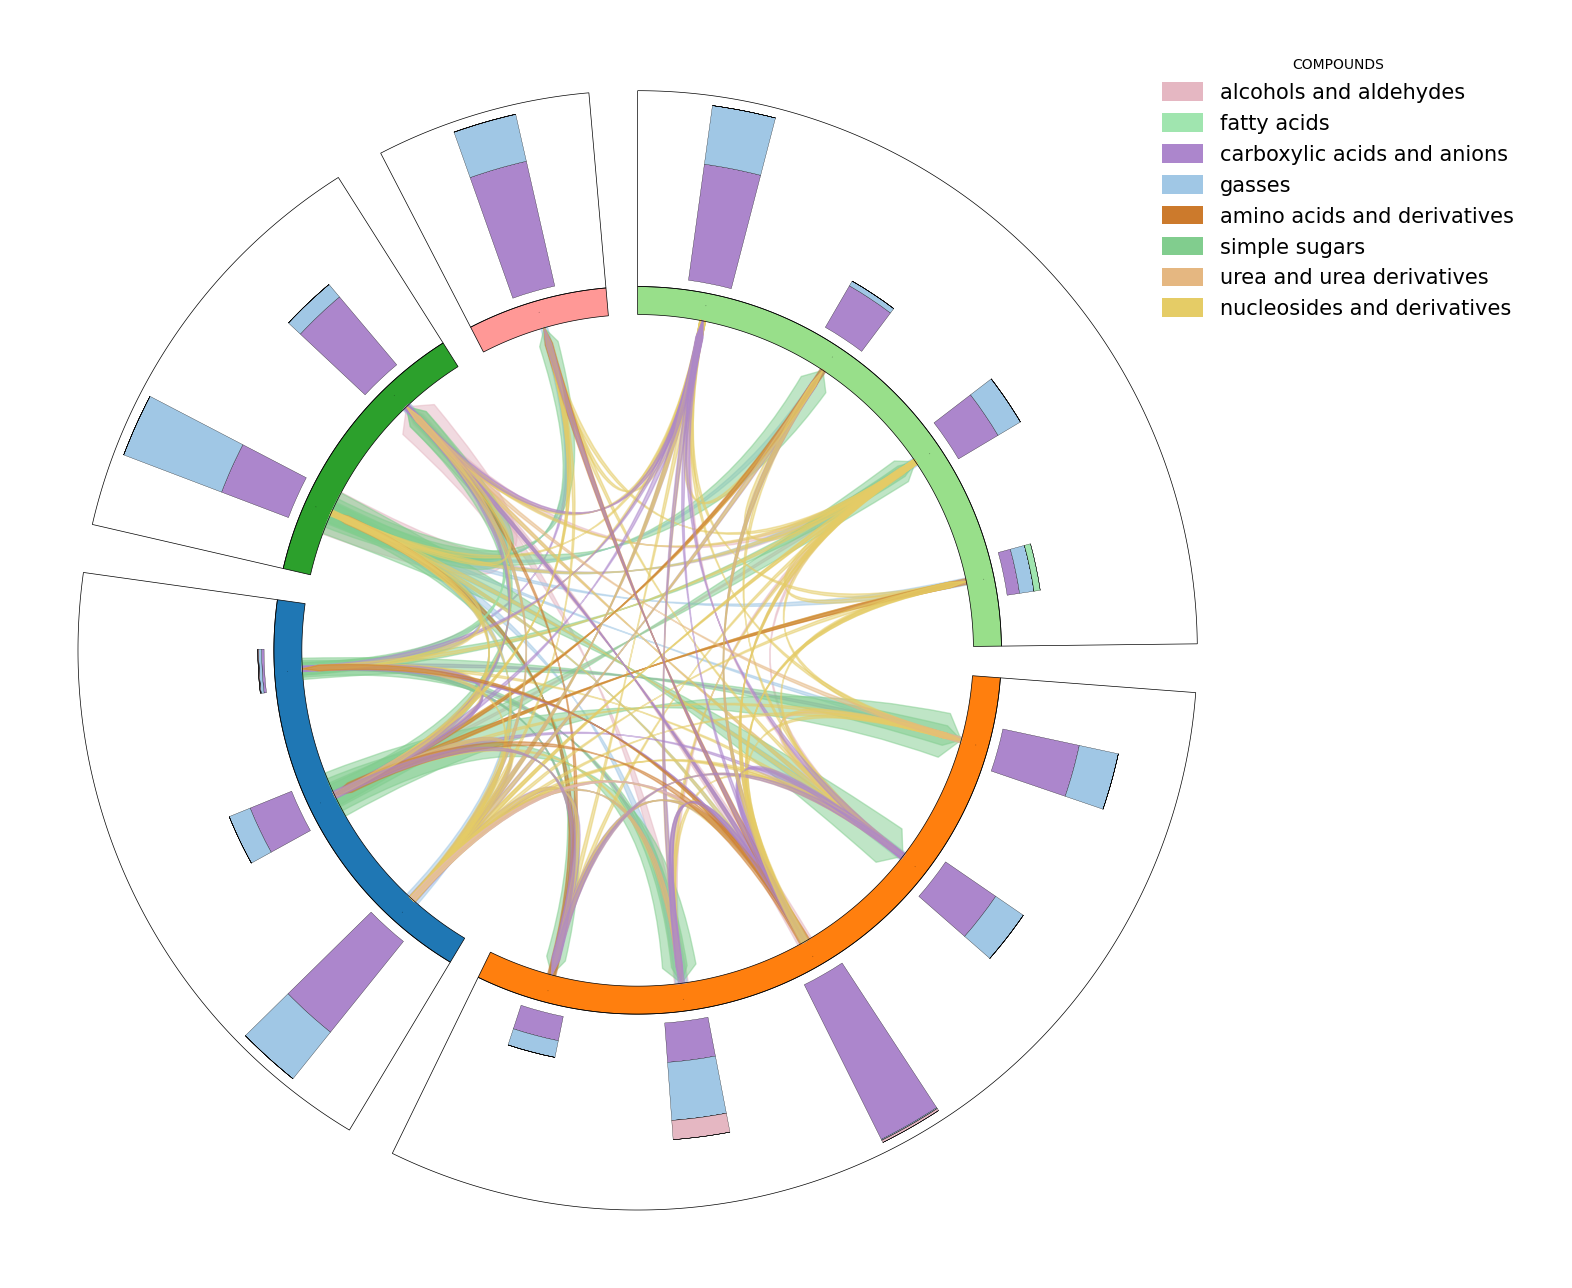 COMPOUNDS
alcohols and aldehydes
fatty acids
carboxylic acids and anions
gasses
amino acids and derivatives
simple sugars
urea and urea derivatives
nucleosides and derivatives